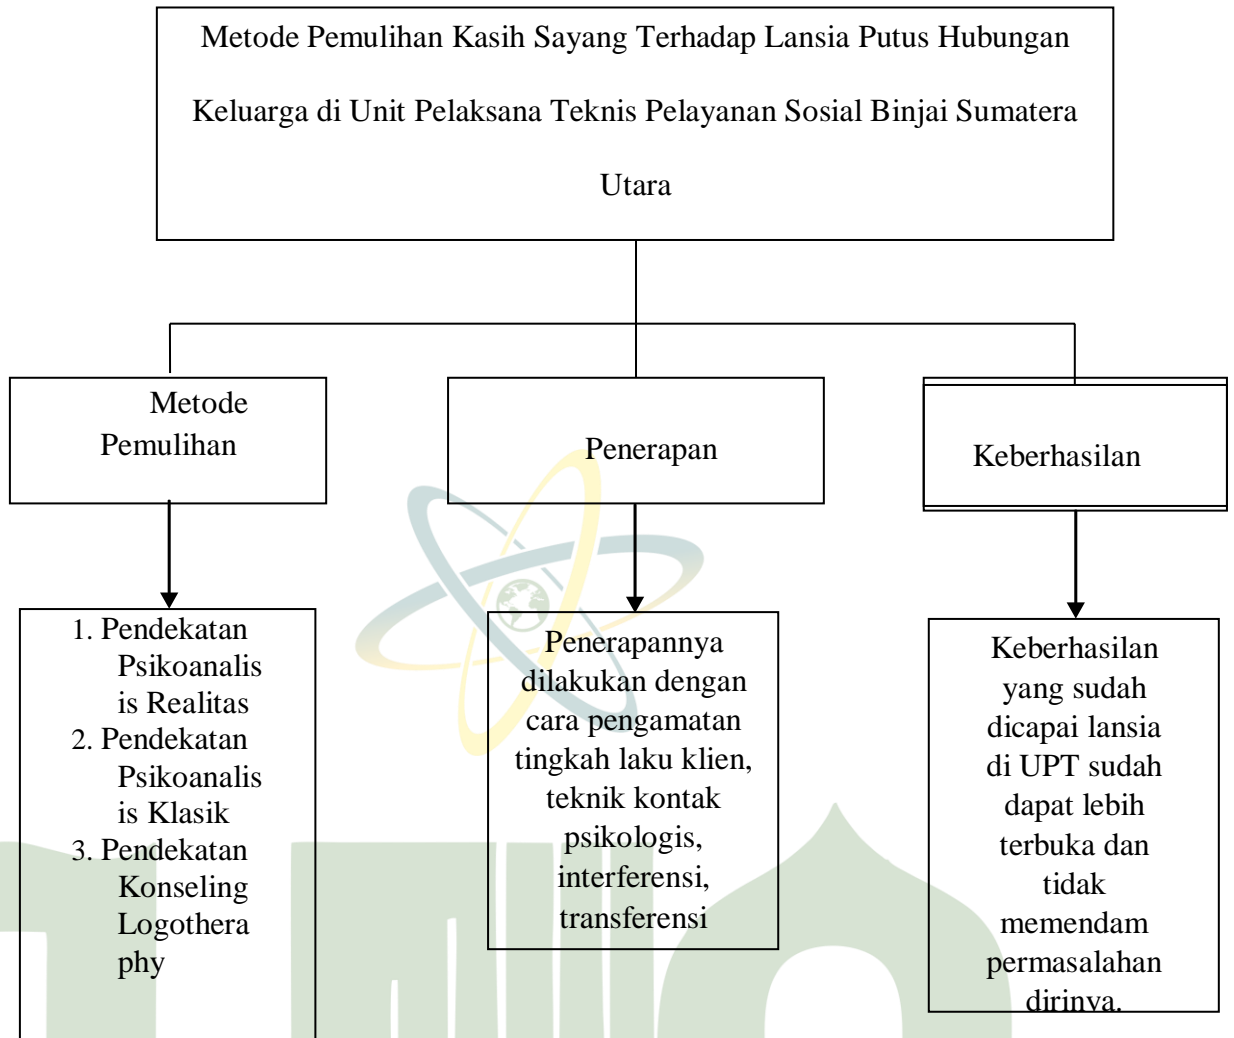 Metode Pemulihan Kasih Sayang Terhadap Lansia Putus Hubungan
Keluarga di Unit Pelaksana Teknis Pelayanan Sosial Binjai Sumatera
Utara
Metode
Pemulihan
Penerapan
Keberhasilan
1. Pendekatan
Psikoanalis
is Realitas
2. Pendekatan
Psikoanalis
is Klasik
3. Pendekatan
Konseling
Logothera
phy
Penerapannya
dilakukan dengan
cara pengamatan
tingkah laku klien,
teknik kontak
psikologis,
interferensi,
transferensi
Keberhasilan
yang sudah
dicapai lansia
di UPT sudah
dapat lebih
terbuka dan
tidak
memendam
permasalahan
dirinya.